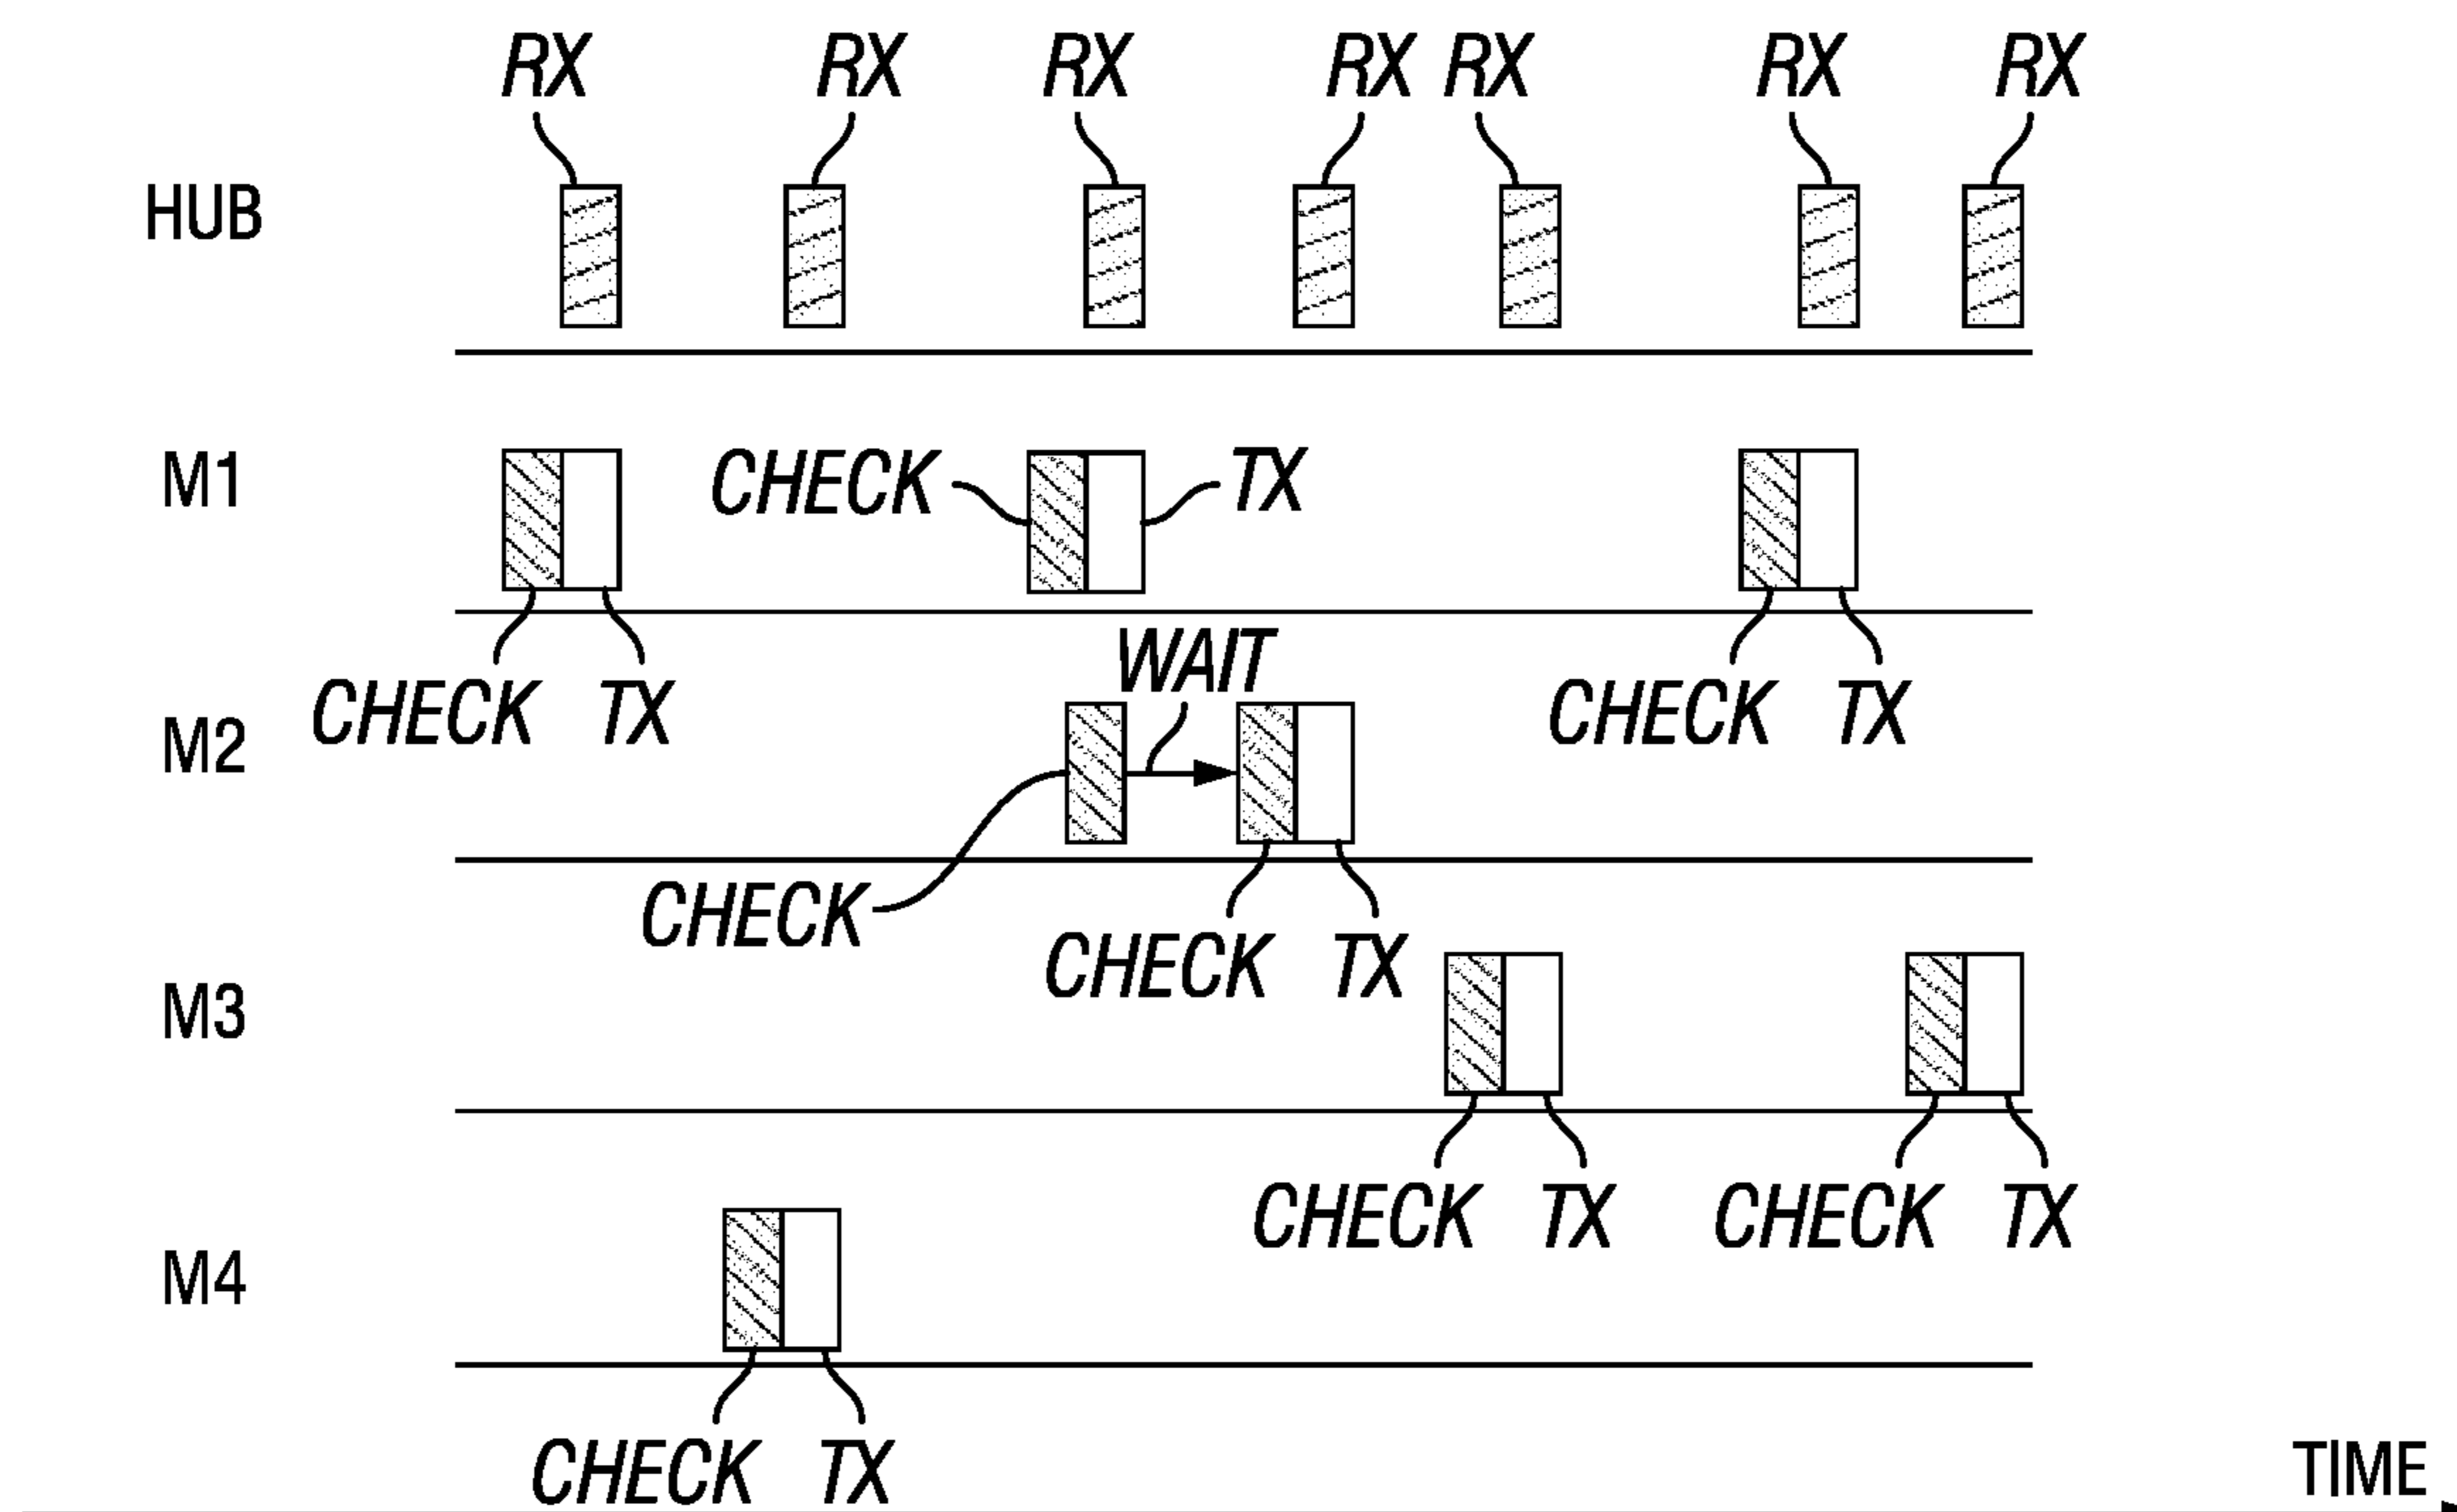 RX RX RX RX RX RX RX
HUB
M1 CHECK TX
WAIT
CHECK TX CHECK TX
M2
CHECK
CHECK TX
M3
CHECK TX CHECK TX
M4
CHECK TX TIME